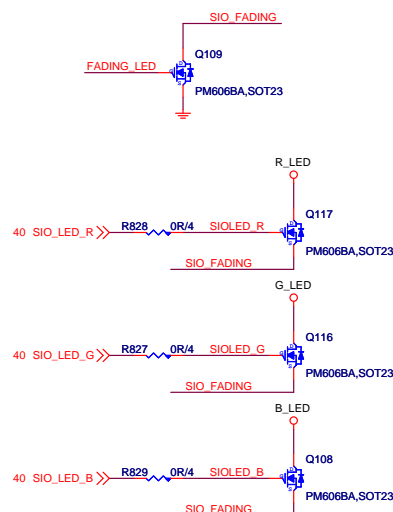 SIO_FADING
Q109
FADING_LED
PM606BA,SOT23
R_LED
Q117
40 SIO_LED_R R828 0R/4 SIOLED_R
PM606BA,SOT23
SIO_FADING
G_LED
Q116
40 SIO_LED_G R827 0R/4 SIOLED_G
PM606BA,SOT23
SIO_FADING
B_LED
Q108
40 SIO_LED_B R829 0R/4 SIOLED_B
PM606BA,SOT23
SIO_FADING